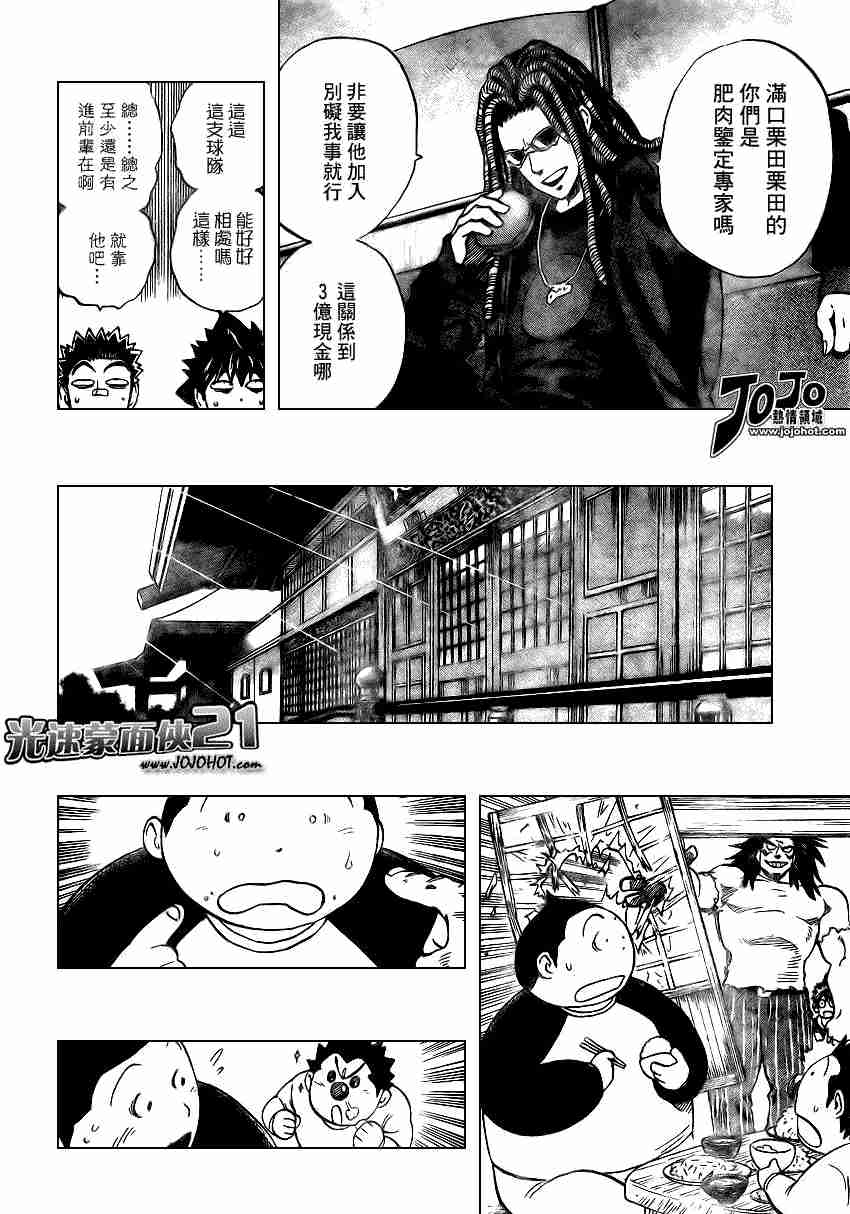 滿口栗田栗田的
你們是
肥肉鑒定專家嗎
非要讓他加入
別礙我事就行
這關係到
3億現金哪
這這
這支球隊
能好好
相處嗎
這樣……
總……總之
至少還是有
進前輩在啊
就靠
他吧…
JOJO
熱情領域
www.jojohot.com
光速蒙面俠21
www.JOJOHOT.com